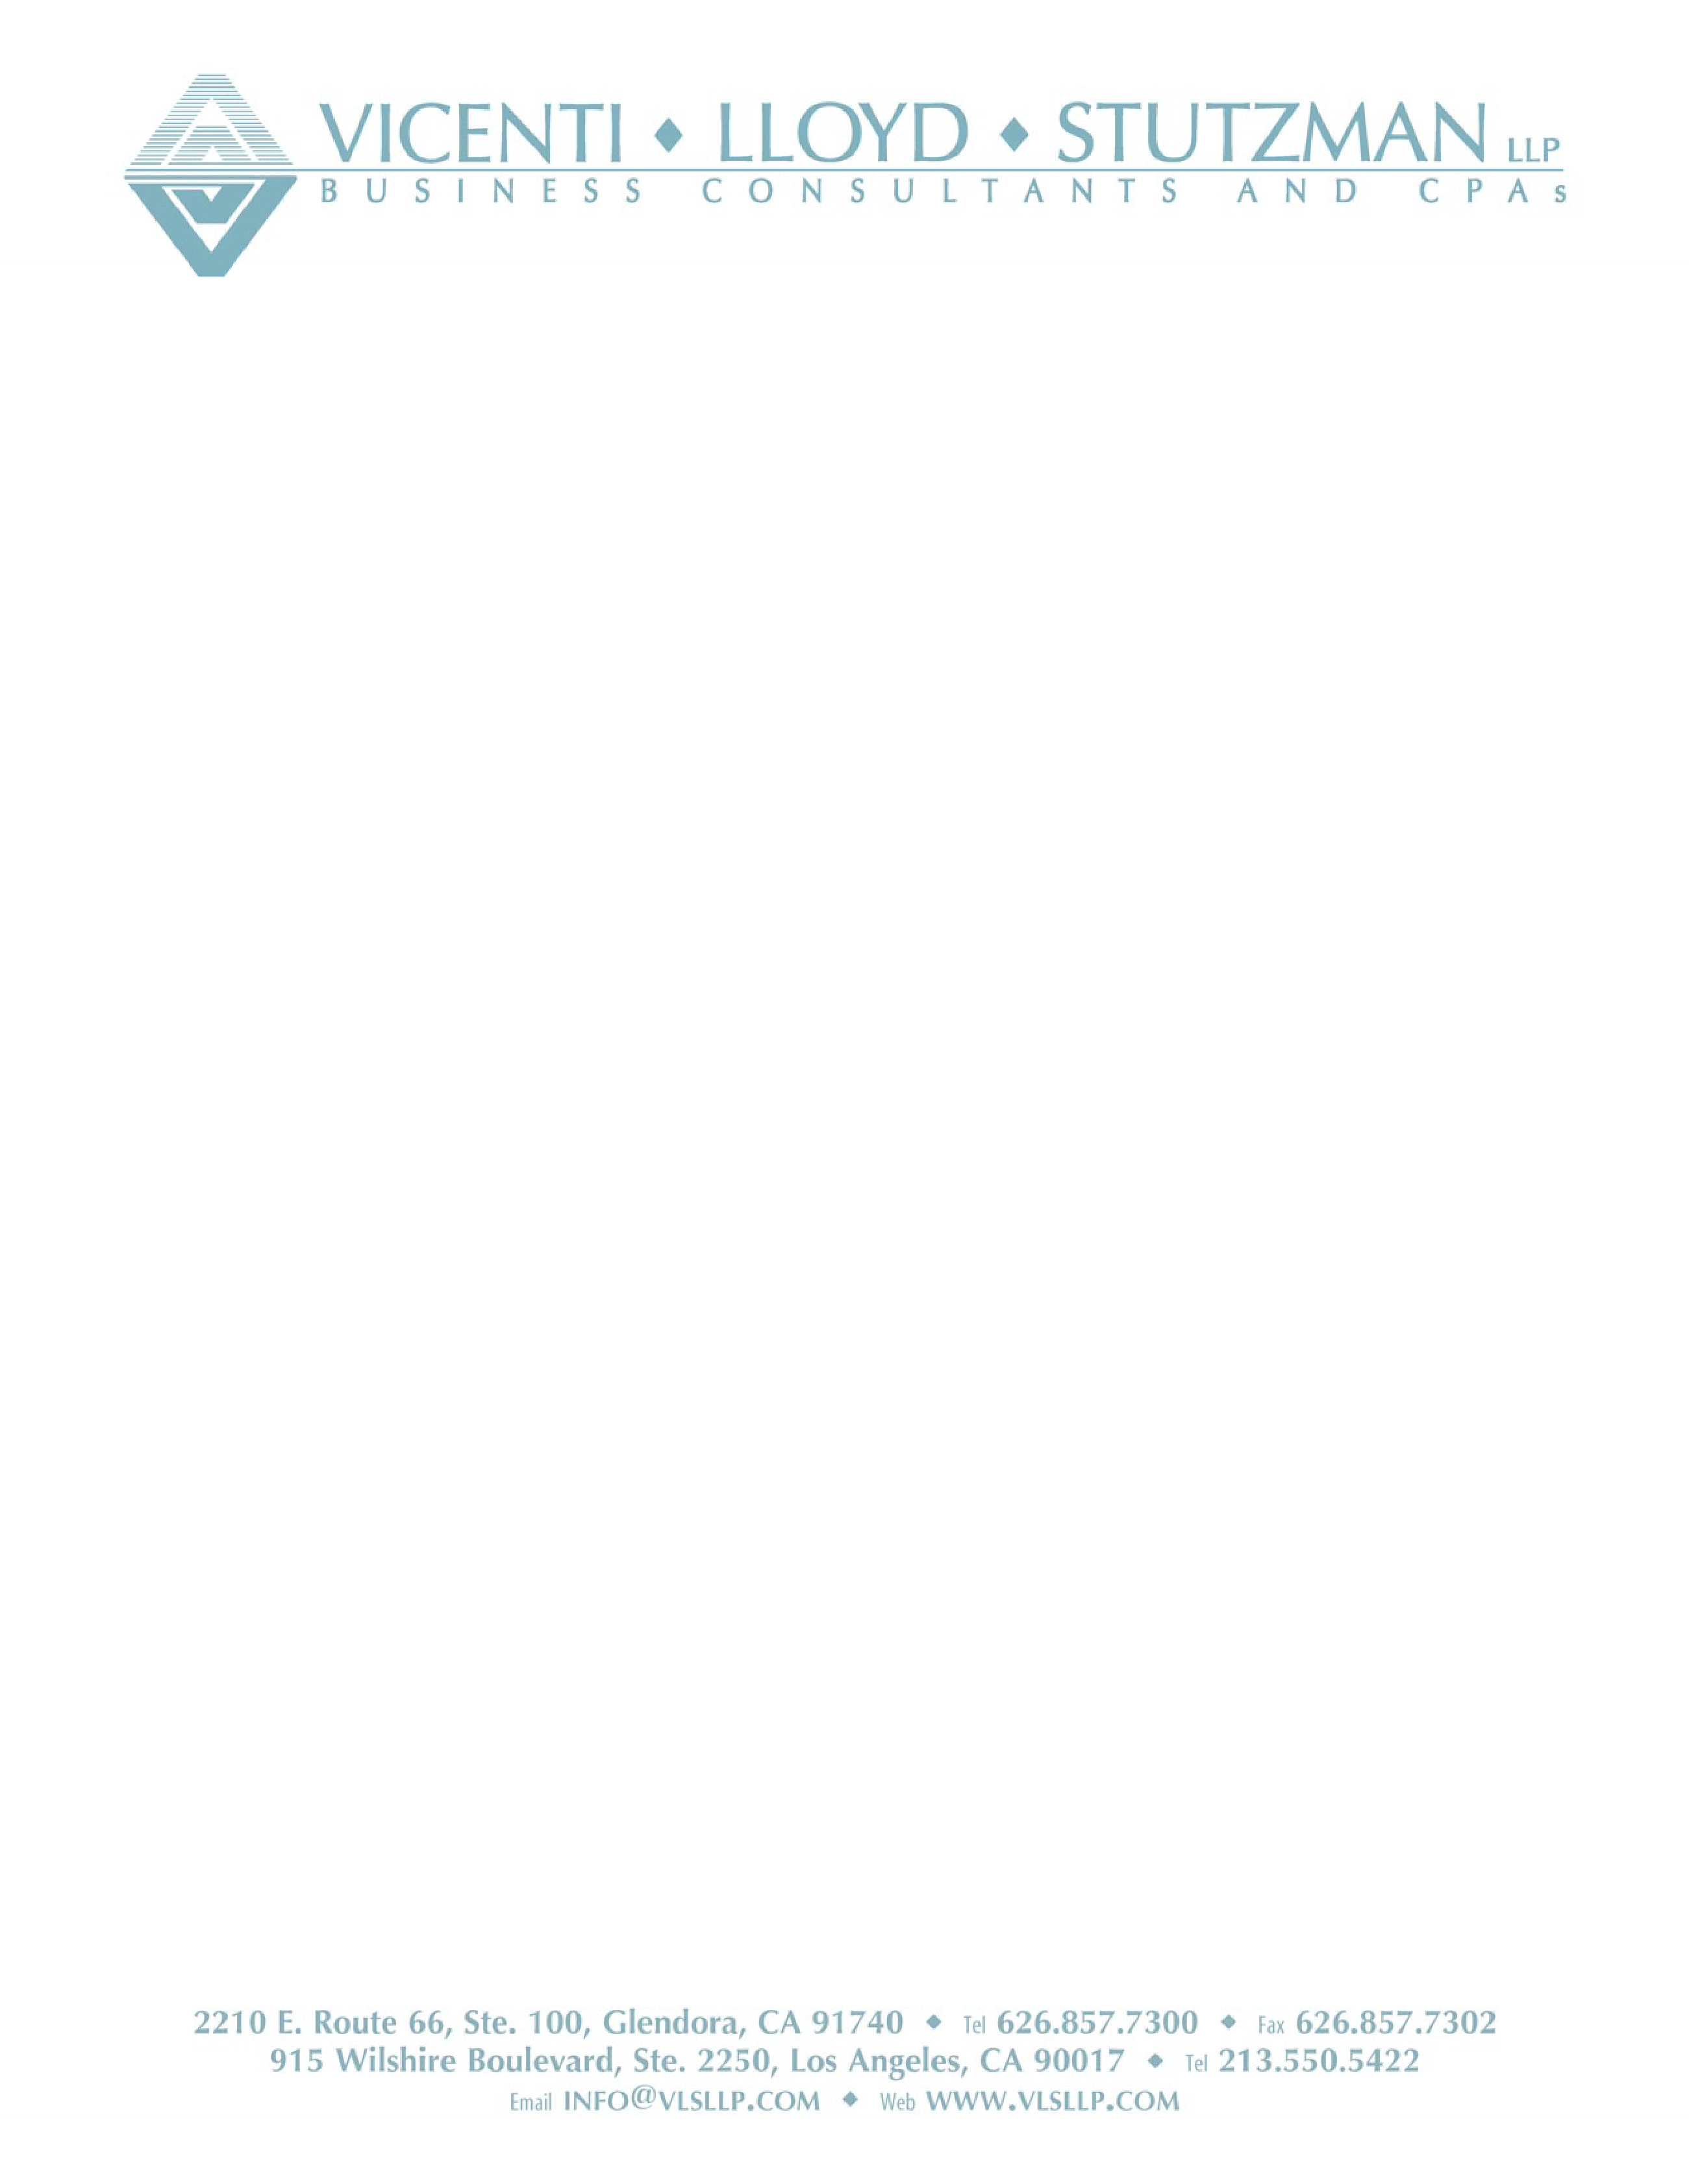 VICENTI ♦ LLOYD ♦ STUTZMAN LLP
BUSINESS CONSULTANTS AND CPAs
2210 E. Route 66, Ste. 100, Glendora, CA 91740 ♦ Tel 626.857.7300 ♦ Fax 626.857.7302
915 Wilshire Boulevard, Ste. 2250, Los Angeles, CA 90017 ♦ Tel 213.550.5422
Email INFO@VLSLLP.COM ♦ Web WWW.VLSLLP.COM